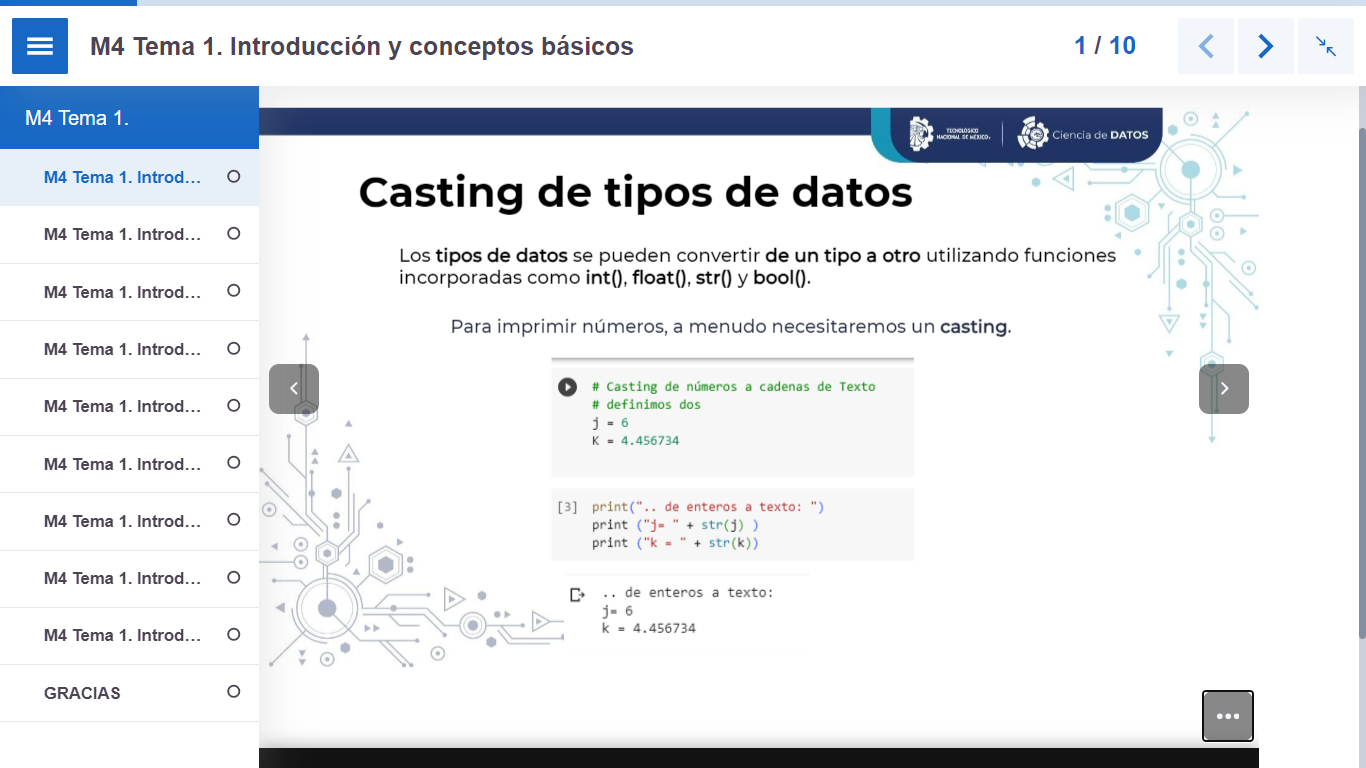 M4 Tema 1. Introducción y conceptos básicos
1 / 10
M4 Tema 1.
M4 Tema 1. Introd...
M4 Tema 1. Introd...
M4 Tema 1. Introd...
M4 Tema 1. Introd...
M4 Tema 1. Introd...
M4 Tema 1. Introd...
M4 Tema 1. Introd...
M4 Tema 1. Introd...
M4 Tema 1. Introd...
GRACIAS
TECNOLÓGICO
NACIONAL DE MÉXICO
Ciencia de DATOS
Casting de tipos de datos
Los tipos de datos se pueden convertir de un tipo a otro utilizando funciones
incorporadas como int(), float(), str() y bool().
Para imprimir números, a menudo necesitaremos un casting.
# Casting de números a cadenas de Texto
# definimos dos
j = 6
K = 4.456734
[3] print(".. de enteros a texto: ")
print ("j= " + str(j) )
print ("k = " + str(k))
.. de enteros a texto:
j= 6
k = 4.456734